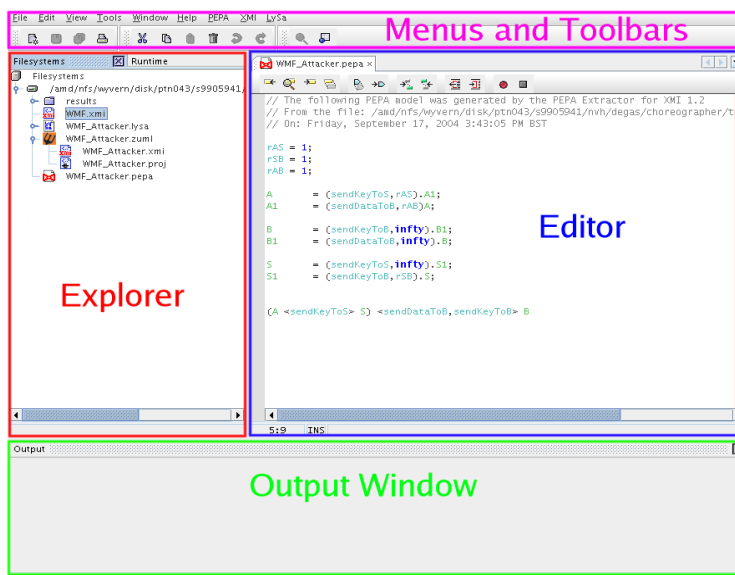 File Edit View Tools Window Help PEPA XMI LySa
Menus and Toolbars
Filesystems Runtime
Filesystems
/amd/nfs/wyvern/disk/ptn043/s9905941/
results
WMF.xmi
WMF_Attacker.lysa
WMF_Attacker.zuml
WMF_Attacker.xmi
WMF_Attacker.proj
WMF_Attacker.pepa
Explorer
WMF_Attacker.pepa ×
// The following PEPA model was generated by the PEPA Extractor for XMI 1.2
// From the file: /amd/nfs/wyvern/disk/ptn043/s9905941/nvh/degas/choreographer/t
// On: Friday, September 17, 2004 3:43:05 PM BST
rAS = 1;
rSB = 1;
rAB = 1;
A = (sendKeyToS,rAS).A1;
A1 = (sendDataToB,rAB)A;
B = (sendKeyToB,infty).B1;
B1 = (sendDataToB,infty).B;
S = (sendKeyToS,infty).S1;
S1 = (sendKeyToB,rSB).S;
(A <sendKeyToS> S) <sendDataToB,sendKeyToB> B
Editor
5:9 INS
Output
Output Window